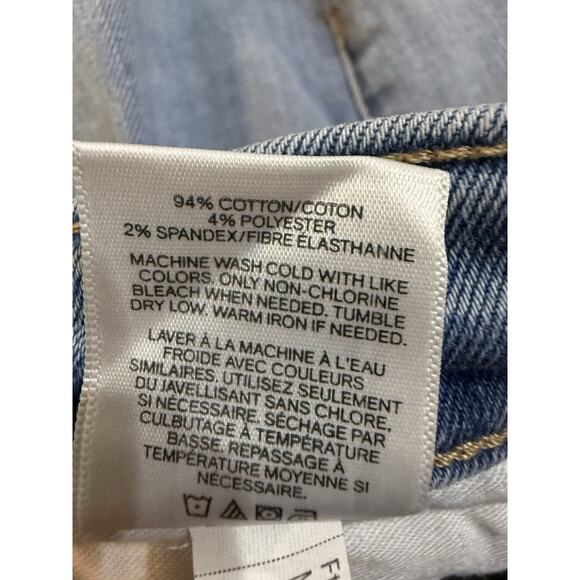 94% COTTON/COTON
4% POLYESTER
2% SPANDEX/FIBRE ÉLASTHANNE
MACHINE WASH COLD WITH LIKE
COLORS. ONLY NON-CHLORINE
BLEACH WHEN NEEDED. TUMBLE
DRY LOW. WARM IRON IF NEEDED.
LAVER À LA MACHINE À L'EAU
FROIDE AVEC COULEURS
SIMILAIRES. UTILISEZ SEULEMENT
DU JAVELLISANT SANS CHLORE,
SI NÉCESSAIRE. SÉCHAGE PAR
CULBUTAGE À TEMPÉRATURE
BASSE. REPASSAGE À
TEMPÉRATURE MOYENNE SI
NÉCESSAIRE.